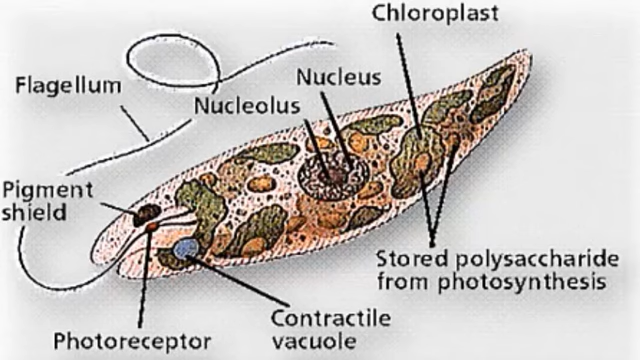 Chloroplast
Flagellum
Nucleus
Nucleolus
Pigment
shield
Stored polysaccharide
from photosynthesis
Contractile
vacuole
Photoreceptor